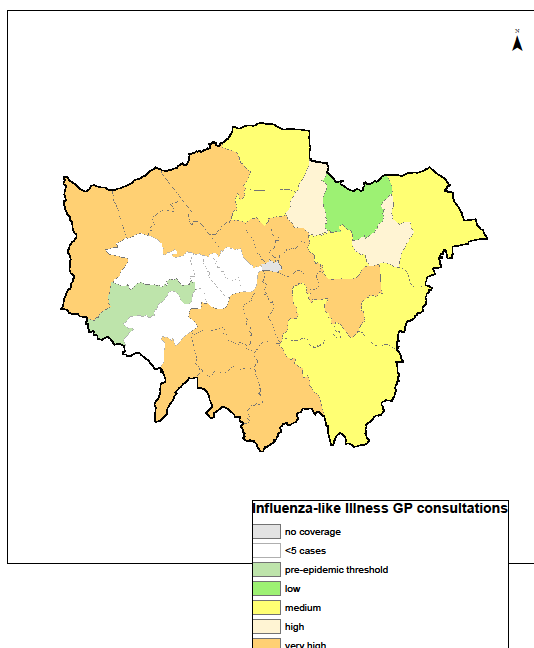 N
Influenza-like Illness GP consultations
no coverage
<5 cases
pre-epidemic threshold
low
medium
high
very high